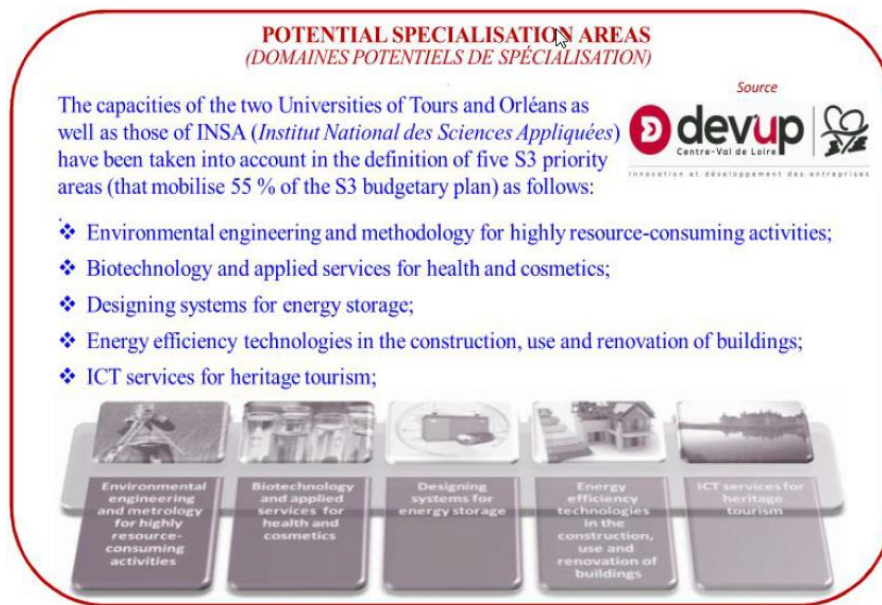 POTENTIAL SPECIALISATION AREAS
(DOMAINES POTENTIELS DE SPÉCIALISATION)
Source
The capacities of the two Universities of Tours and Orléans as
well as those of INSA (Institut National des Sciences Appliquées)
have been taken into account in the definition of five S3 priority
areas (that mobilise 55 % of the S3 budgetary plan) as follows:
devup
Centre-Val de Loire
Innovation et développement des entreprises
❖ Environmental engineering and methodology for highly resource-consuming activities;
❖ Biotechnology and applied services for health and cosmetics;
❖ Designing systems for energy storage;
❖ Energy efficiency technologies in the construction, use and renovation of buildings;
❖ ICT services for heritage tourism;
Environmental
engineering
and metrology
for highly
resource-
consuming
activities
Biotechnology
and applied
services for
health and
cosmetics
Designing
systems for
energy storage
Energy
efficiency
technologies
in the
construction,
use and
renovation of
buildings
ICT services for
heritage
tourism